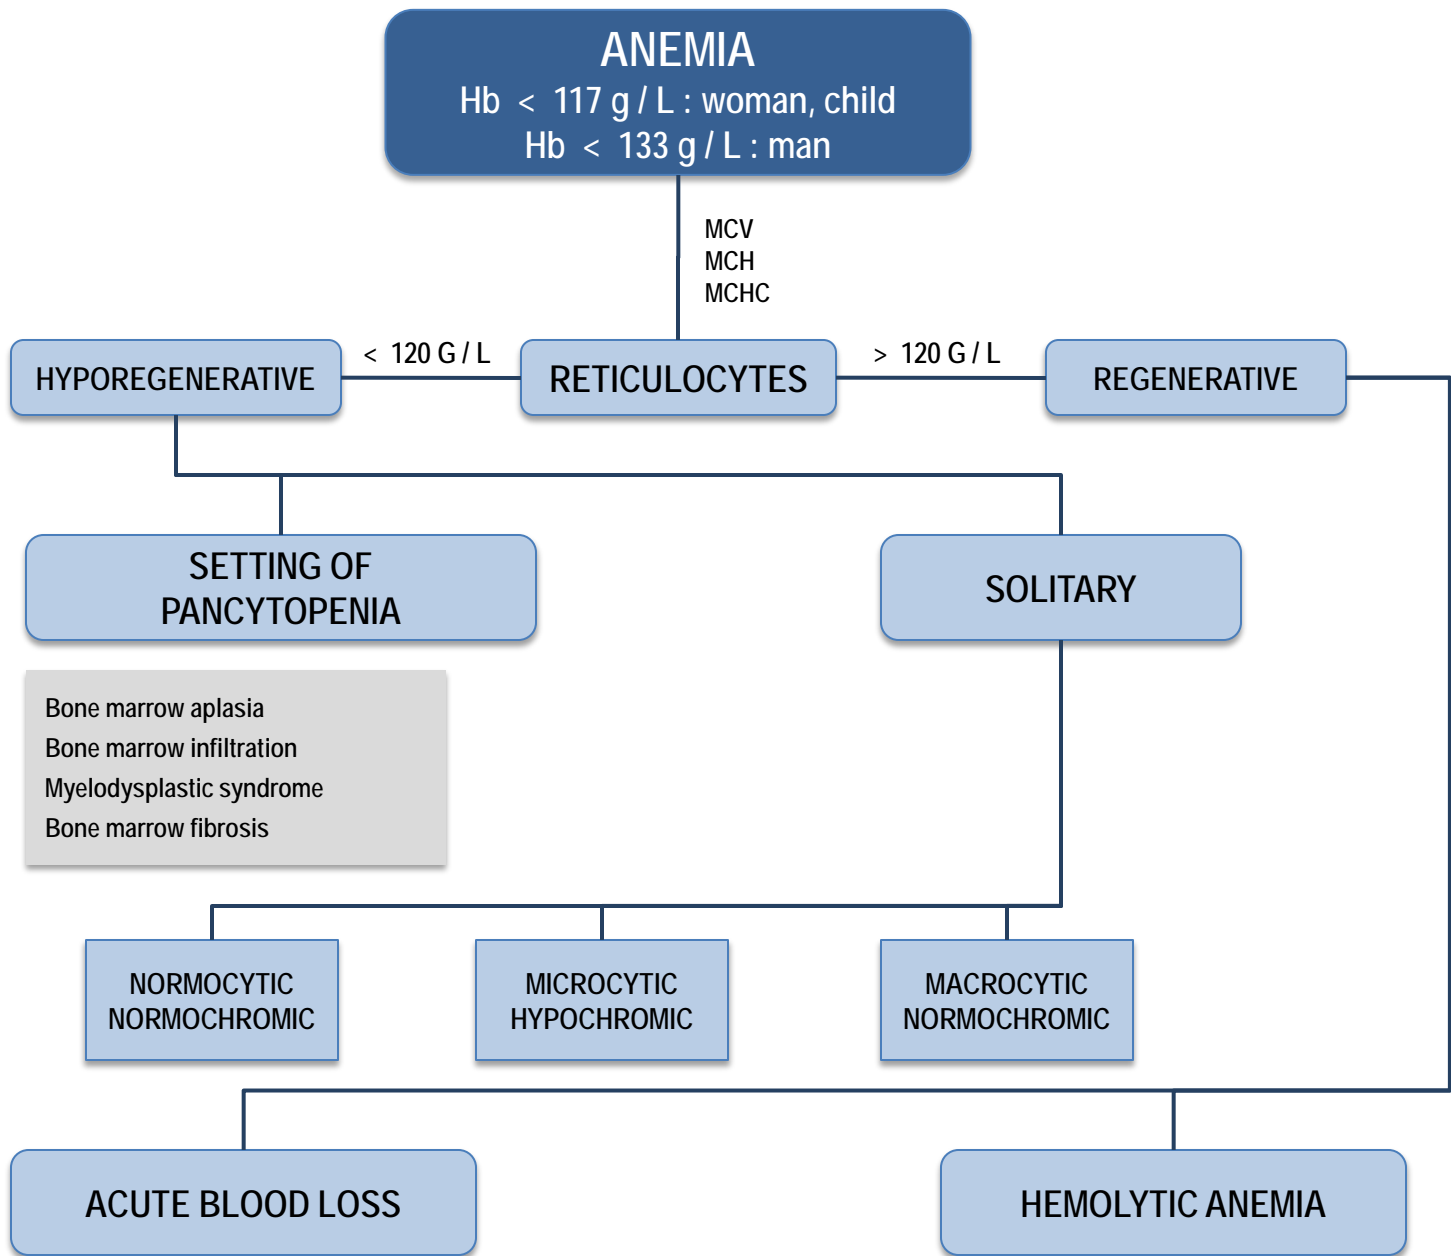 ANEMIA
Hb < 117 g / L : woman, child
Hb < 133 g / L : man
MCV
MCH
MCHC
HYPOREGENERATIVE
< 120 G / L
RETICULOCYTES
> 120 G / L
REGENERATIVE
SETTING OF
PANCYTOPENIA
SOLITARY
Bone marrow aplasia
Bone marrow infiltration
Myelodysplastic syndrome
Bone marrow fibrosis
NORMOCYTIC
NORMOCHROMIC
MICROCYTIC
HYPOCHROMIC
MACROCYTIC
NORMOCHROMIC
ACUTE BLOOD LOSS
HEMOLYTIC ANEMIA